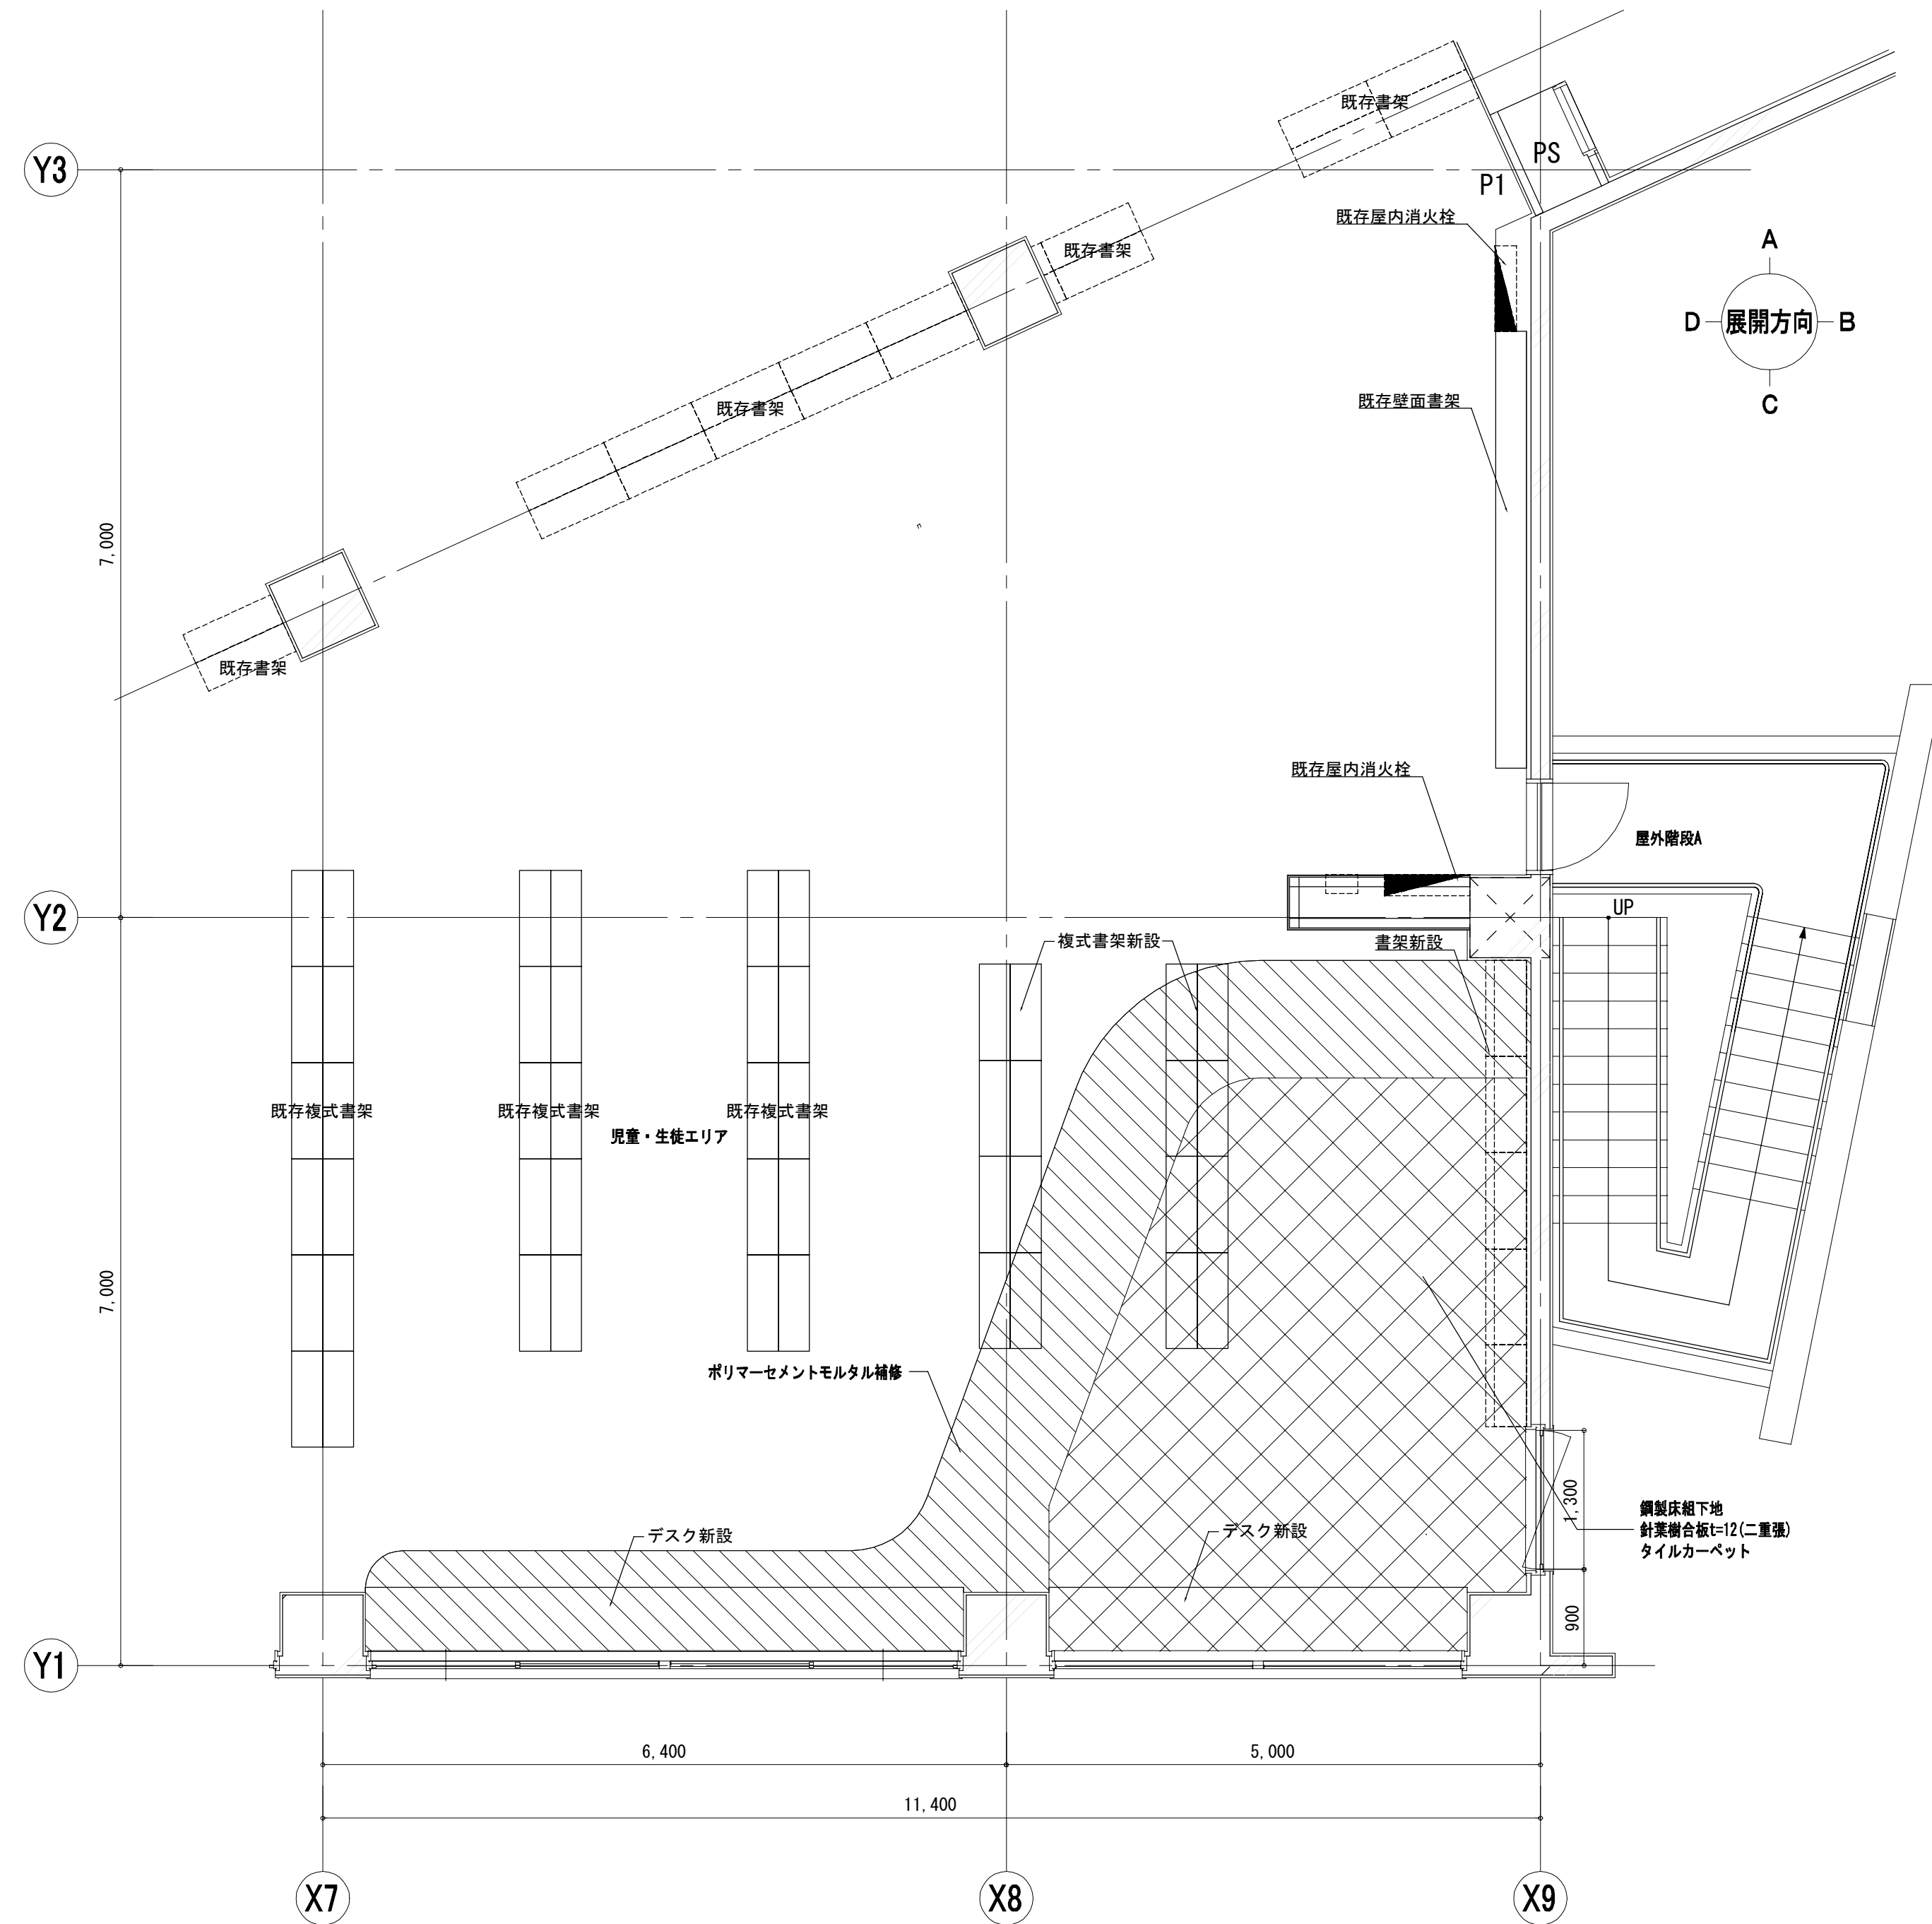 既存書架
Y3
PS
P1
既存屋内消火栓
A
既存書架
D
展開方向
B
C
既存壁面書架
既存書架
7,000
既存書架
既存屋内消火栓
屋外階段A
Y2
UP
複式書架新設
書架新設
既存複式書架
既存複式書架
既存複式書架
児童・生徒エリア
7,000
ポリマーセメントモルタル補修
1,300
鋼製床組下地
針葉樹合板t=12(二重張)
タイルカーペット
デスク新設
デスク新設
900
Y1
6,400
5,000
11,400
X7
X8
X9